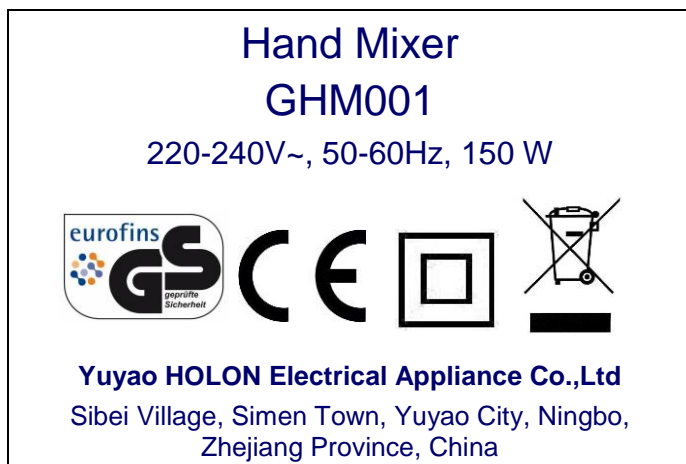 Hand Mixer
GHM001
220-240V~, 50-60Hz, 150 W
eurofins
GS
geprüfte
Sicherheit
CE
Yuyao HOLON Electrical Appliance Co.,Ltd
Sibei Village, Simen Town, Yuyao City, Ningbo,
Zhejiang Province, China